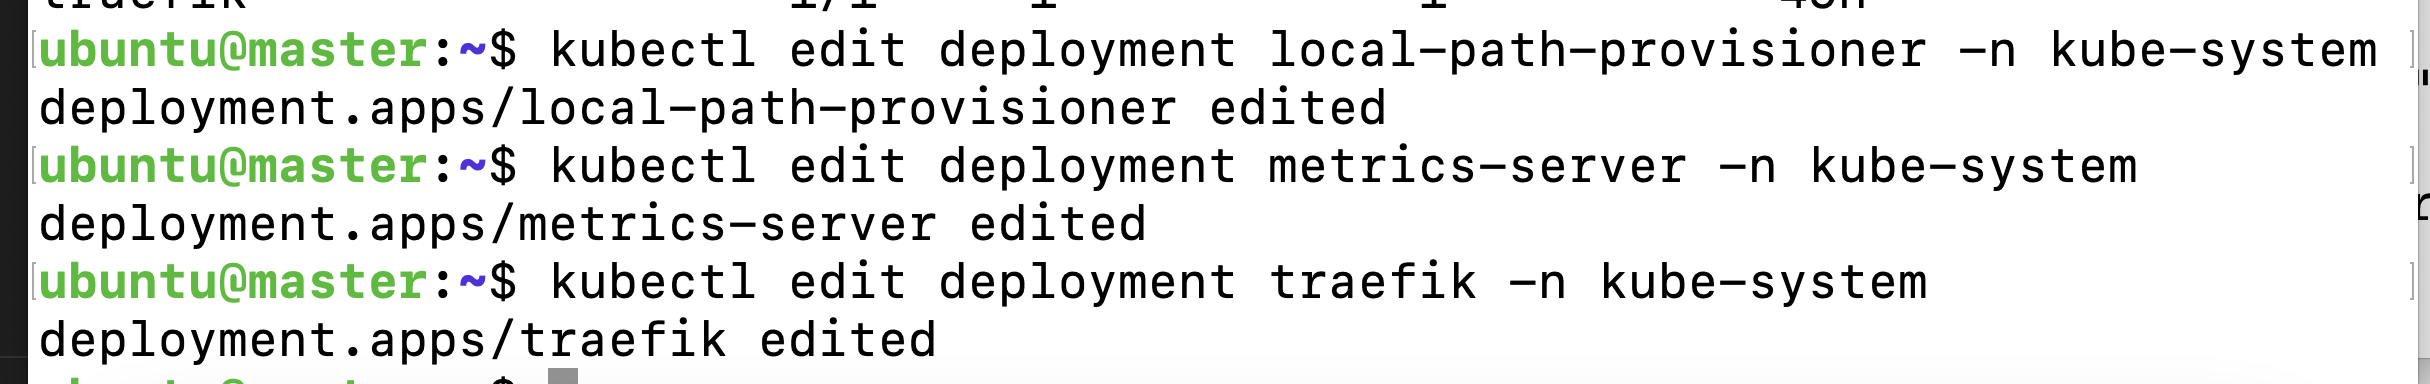 ubuntu@master:~$ kubectl edit deployment local-path-provisioner -n kube-system
deployment.apps/local-path-provisioner edited
ubuntu@master:~$ kubectl edit deployment metrics-server -n kube-system
deployment.apps/metrics-server edited
ubuntu@master:~$ kubectl edit deployment traefik -n kube-system
deployment.apps/traefik edited